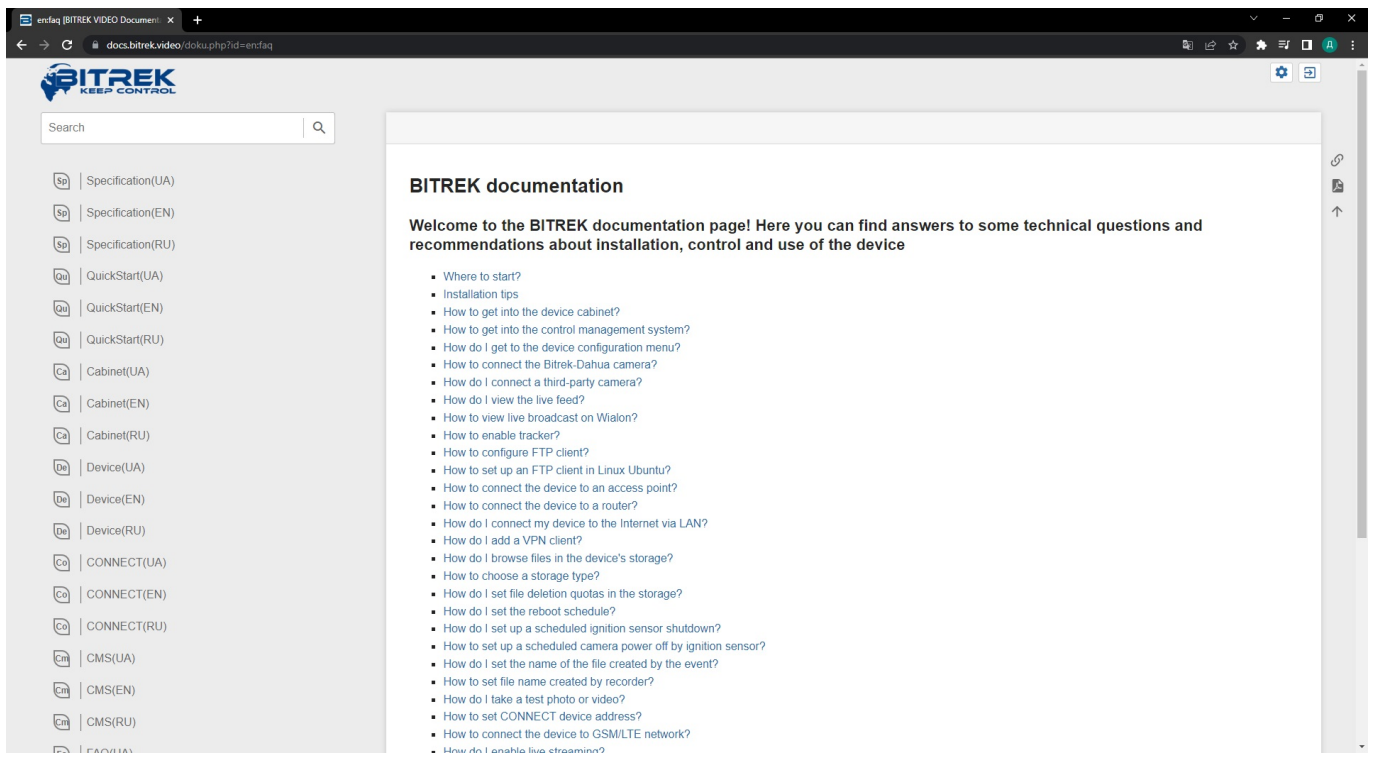 en:faq [BITREK VIDEO Document
docs.bitrek.video/doku.php?id=en:faq
Д
BITREK
KEEP CONTROL
Search
Sp Specification(UA)
Sp Specification(EN)
Sp Specification(RU)
Qu QuickStart(UA)
Qu QuickStart(EN)
Qu QuickStart(RU)
Ca Cabinet(UA)
Ca Cabinet(EN)
Ca Cabinet(RU)
De Device(UA)
De Device(EN)
De Device(RU)
Co CONNECT(UA)
Co CONNECT(EN)
Co CONNECT(RU)
Cm CMS(UA)
Cm CMS(EN)
Cm CMS(RU)
FAQ(UA)
BITREK documentation
Welcome to the BITREK documentation page! Here you can find answers to some technical questions and
recommendations about installation, control and use of the device
Where to start?
Installation tips
How to get into the device cabinet?
How to get into the control management system?
How do I get to the device configuration menu?
How to connect the Bitrek-Dahua camera?
How do I connect a third-party camera?
How do I view the live feed?
How to view live broadcast on Wialon?
How to enable tracker?
How to configure FTP client?
How to set up an FTP client in Linux Ubuntu?
How to connect the device to an access point?
How to connect the device to a router?
How do I connect my device to the Internet via LAN?
How do I add a VPN client?
How do I browse files in the device's storage?
How to choose a storage type?
How do I set file deletion quotas in the storage?
How do I set the reboot schedule?
How do I set up a scheduled ignition sensor shutdown?
How to set up a scheduled camera power off by ignition sensor?
How do I set the name of the file created by the event?
How to set file name created by recorder?
How do I take a test photo or video?
How to set CONNECT device address?
How to connect the device to GSM/LTE network?
How do I enable live streaming?